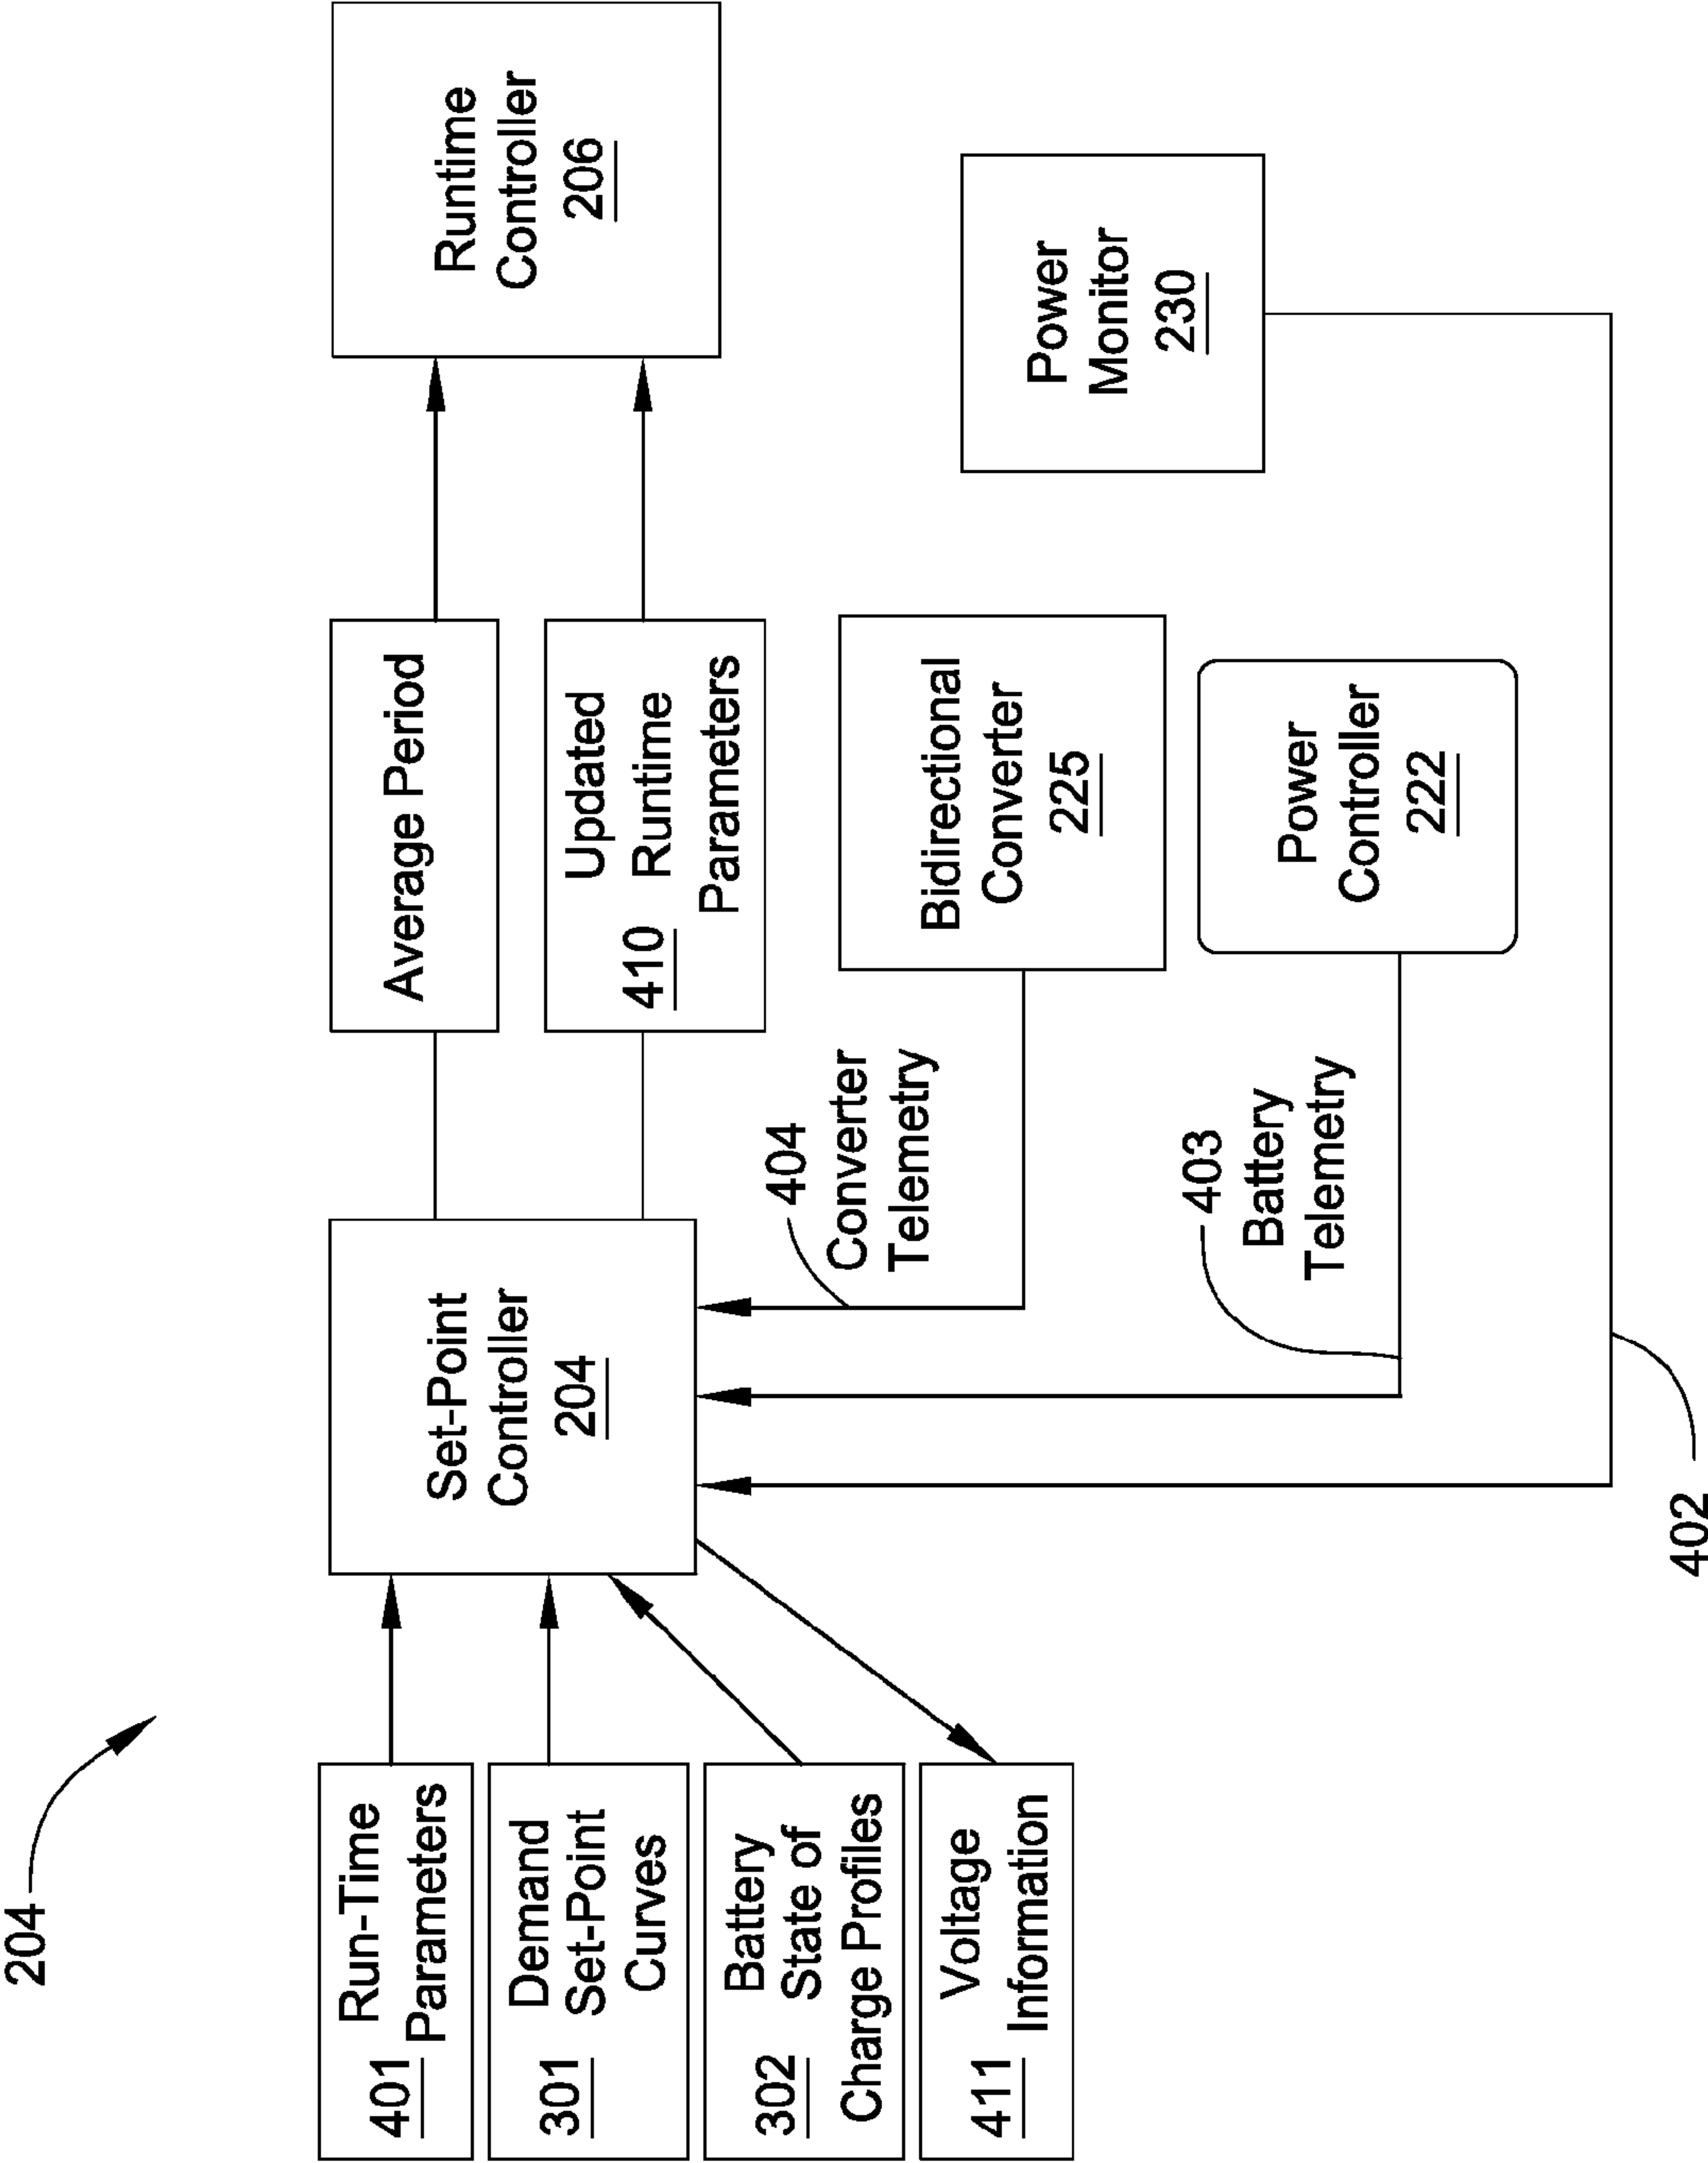 204
Run-Time
401 Parameters
Demand
301 Set-Point
Curves
Battery
302 State of
Charge Profiles
Voltage
411 Information
Set-Point
Controller
204
Average Period
Updated
410 Runtime
Parameters
Runtime
Controller
206
404
Converter
Telemetry
Bidirectional
Converter
225
403
Battery
Telemetry
Power
Controller
222
Power
Monitor
230
402